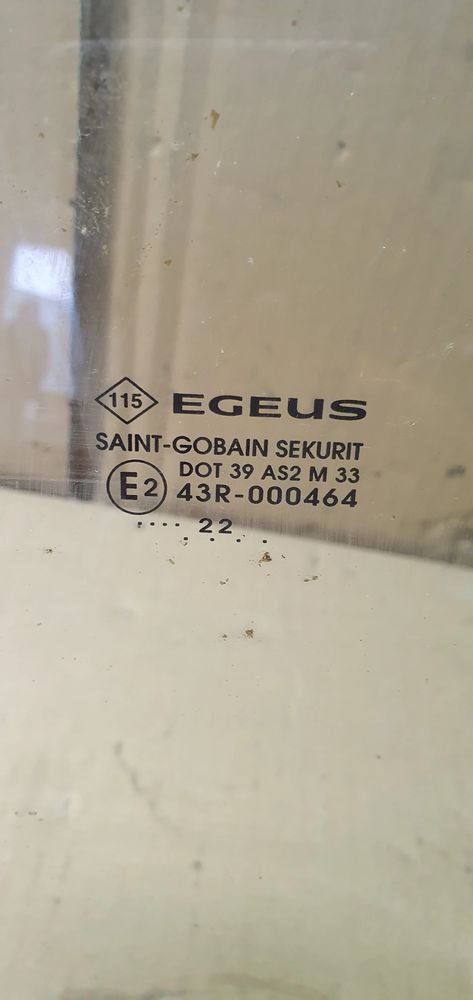 115 EGEUS
SAINT-GOBAIN SEKURIT
DOT 39 AS2 M 33
E2 43R-000464
.... 22..
. . . .